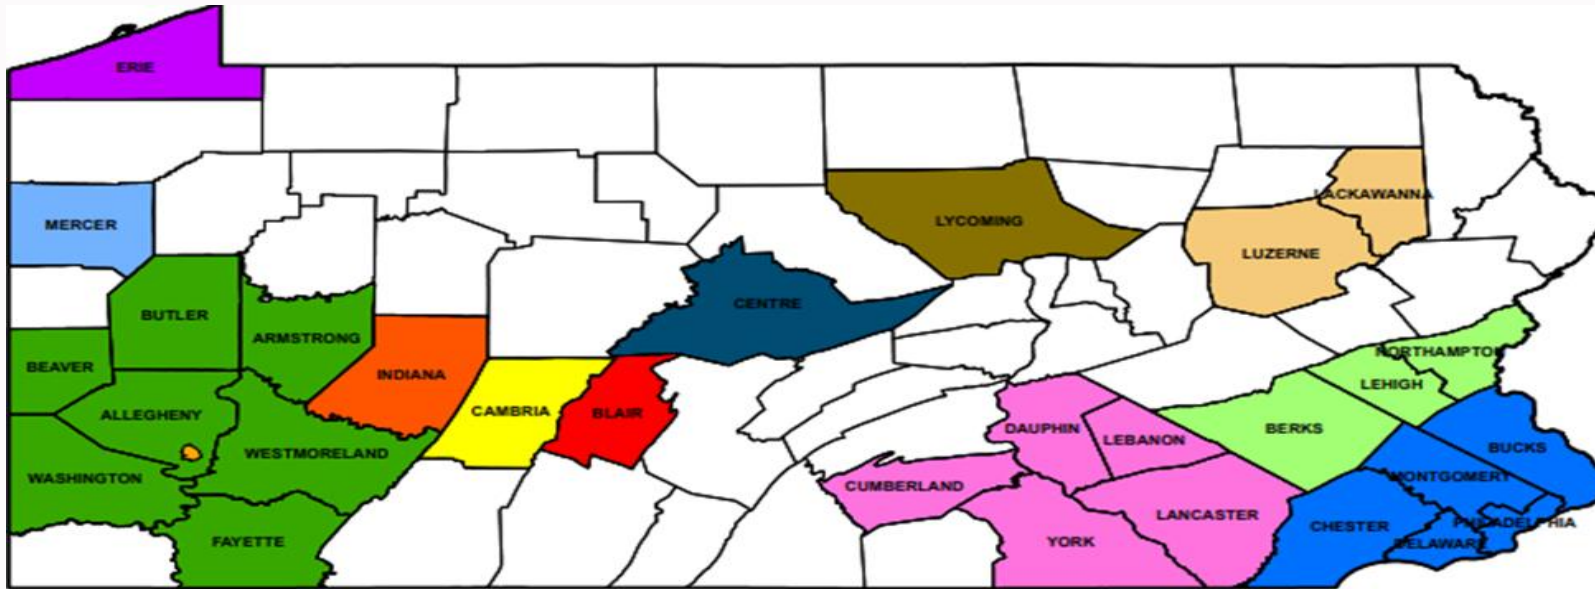 ERIE
LACKAWANNA
MERCER
LYCOMING
LUZERNE
CENTRE
BUTLER
ARMSTRONG
NORTHAMPTON
BEAVER
INDIANA
LEHIGH
ALLEGHENY
CAMBRIA
BLAIR
DAUPHIN
BERKS
LEBANON
BUCKS
WESTMORELAND
WASHINGTON
MONTGOMERY
CUMBERLAND
LANCASTER
CHESTER
PHILADELPHIA
FAYETTE
YORK
DELAWARE